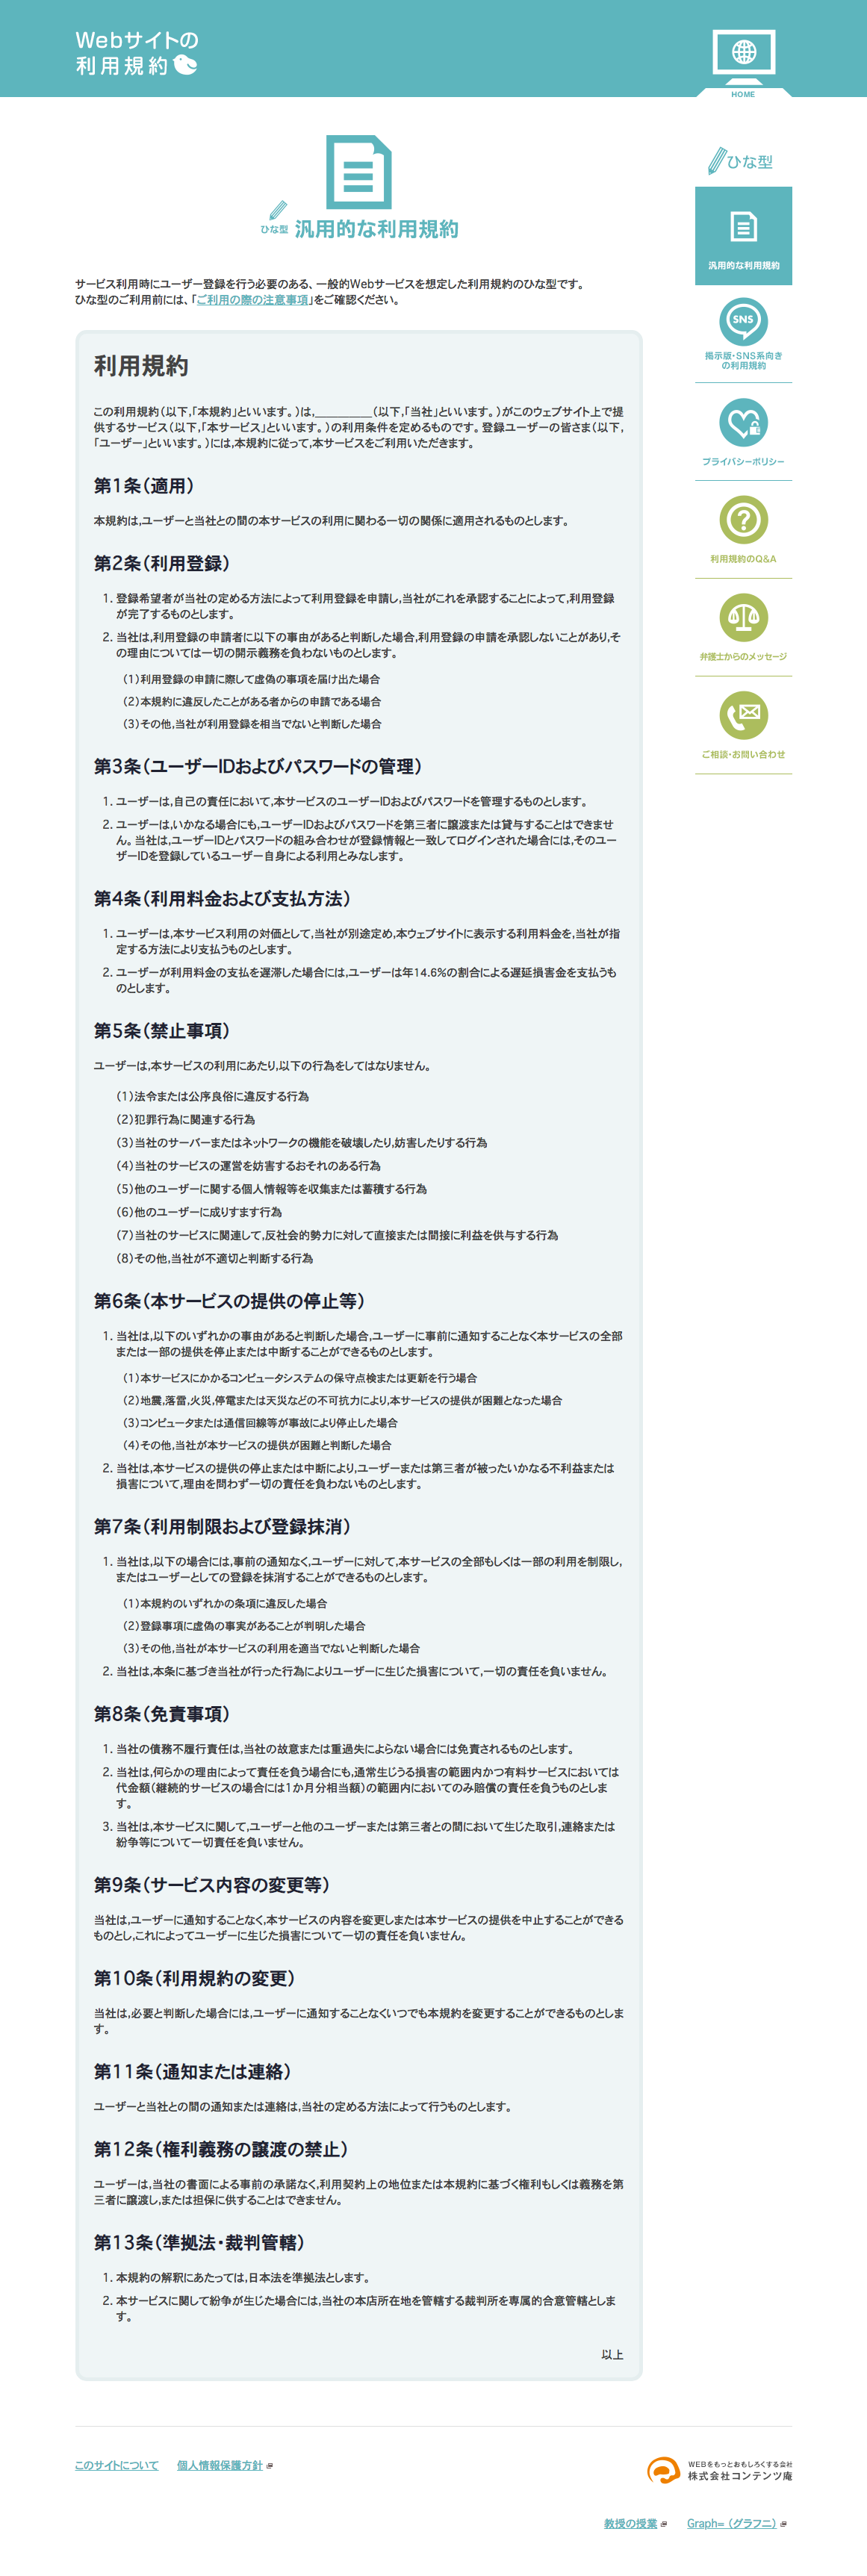 Webサイトの
利用規約
HOME
ひな型
汎用的な利用規約
サービス利用時にユーザー登録を行う必要のある、一般的Webサービスを想定した利用規約のひな型です。
ひな型のご利用前には、「ご利用の際の注意事項」をご確認ください。
利用規約
この利用規約（以下,「本規約」といいます。）は,__________（以下,「当社」といいます。）がこのウェブサイト上で提
供するサービス（以下,「本サービス」といいます。）の利用条件を定めるものです。登録ユーザーの皆さま（以下,
「ユーザー」といいます。）には,本規約に従って,本サービスをご利用いただきます。
第1条（適用）
本規約は,ユーザーと当社との間の本サービスの利用に関わる一切の関係に適用されるものとします。
第2条（利用登録）
1. 登録希望者が当社の定める方法によって利用登録を申請し,当社がこれを承認することによって,利用登録
が完了するものとします。
2. 当社は,利用登録の申請者に以下の事由があると判断した場合,利用登録の申請を承認しないことがあり,そ
の理由については一切の開示義務を負わないものとします。
（1）利用登録の申請に際して虚偽の事項を届け出た場合
（2）本規約に違反したことがある者からの申請である場合
（3）その他,当社が利用登録を相当でないと判断した場合
第3条（ユーザーIDおよびパスワードの管理）
1. ユーザーは,自己の責任において,本サービスのユーザーIDおよびパスワードを管理するものとします。
2. ユーザーは,いかなる場合にも,ユーザーIDおよびパスワードを第三者に譲渡または貸与することはできませ
ん。当社は,ユーザーIDとパスワードの組み合わせが登録情報と一致してログインされた場合には,そのユー
ザーIDを登録しているユーザー自身による利用とみなします。
第4条（利用料金および支払方法）
1. ユーザーは,本サービス利用の対価として,当社が別途定め,本ウェブサイトに表示する利用料金を,当社が指
定する方法により支払うものとします。
2. ユーザーが利用料金の支払を遅滞した場合には,ユーザーは年14.6％の割合による遅延損害金を支払うも
のとします。
第5条（禁止事項）
ユーザーは,本サービスの利用にあたり,以下の行為をしてはなりません。
（1）法令または公序良俗に違反する行為
（2）犯罪行為に関連する行為
（3）当社のサーバーまたはネットワークの機能を破壊したり,妨害したりする行為
（4）当社のサービスの運営を妨害するおそれのある行為
（5）他のユーザーに関する個人情報等を収集または蓄積する行為
（6）他のユーザーに成りすます行為
（7）当社のサービスに関連して,反社会的勢力に対して直接または間接に利益を供与する行為
（8）その他,当社が不適切と判断する行為
第6条（本サービスの提供の停止等）
1. 当社は,以下のいずれかの事由があると判断した場合,ユーザーに事前に通知することなく本サービスの全部
または一部の提供を停止または中断することができるものとします。
（1）本サービスにかかるコンピュータシステムの保守点検または更新を行う場合
（2）地震,落雷,火災,停電または天災などの不可抗力により,本サービスの提供が困難となった場合
（3）コンピュータまたは通信回線等が事故により停止した場合
（4）その他,当社が本サービスの提供が困難と判断した場合
2. 当社は,本サービスの提供の停止または中断により,ユーザーまたは第三者が被ったいかなる不利益または
損害について,理由を問わず一切の責任を負わないものとします。
第7条（利用制限および登録抹消）
1. 当社は,以下の場合には,事前の通知なく,ユーザーに対して,本サービスの全部もしくは一部の利用を制限し,
またはユーザーとしての登録を抹消することができるものとします。
（1）本規約のいずれかの条項に違反した場合
（2）登録事項に虚偽の事実があることが判明した場合
（3）その他,当社が本サービスの利用を適当でないと判断した場合
2. 当社は,本条に基づき当社が行った行為によりユーザーに生じた損害について,一切の責任を負いません。
第8条（免責事項）
1. 当社の債務不履行責任は,当社の故意または重過失によらない場合には免責されるものとします。
2. 当社は,何らかの理由によって責任を負う場合にも,通常生じうる損害の範囲内かつ有料サービスにおいては
代金額（継続的サービスの場合には1か月分相当額）の範囲内においてのみ賠償の責任を負うものとしま
す。
3. 当社は,本サービスに関して,ユーザーと他のユーザーまたは第三者との間において生じた取引,連絡または
紛争等について一切責任を負いません。
第9条（サービス内容の変更等）
当社は,ユーザーに通知することなく,本サービスの内容を変更しまたは本サービスの提供を中止することができる
ものとし,これによってユーザーに生じた損害について一切の責任を負いません。
第10条（利用規約の変更）
当社は,必要と判断した場合には,ユーザーに通知することなくいつでも本規約を変更することができるものとしま
す。
第11条（通知または連絡）
ユーザーと当社との間の通知または連絡は,当社の定める方法によって行うものとします。
第12条（権利義務の譲渡の禁止）
ユーザーは,当社の書面による事前の承諾なく,利用契約上の地位または本規約に基づく権利もしくは義務を第
三者に譲渡し,または担保に供することはできません。
第13条（準拠法・裁判管轄）
1. 本規約の解釈にあたっては,日本法を準拠法とします。
2. 本サービスに関して紛争が生じた場合には,当社の本店所在地を管轄する裁判所を専属的合意管轄としま
す。
以上
ひな型
汎用的な利用規約
SNS
掲示版・SNS系向き
の利用規約
プライバシーポリシー
利用規約のQ&A
弁護士からのメッセージ
ご相談・お問い合わせ
このサイトについて 個人情報保護方針
WEBをもっとおもしろくする会社
株式会社コンテンツ庵
教授の授業 Graph=（グラフニ）